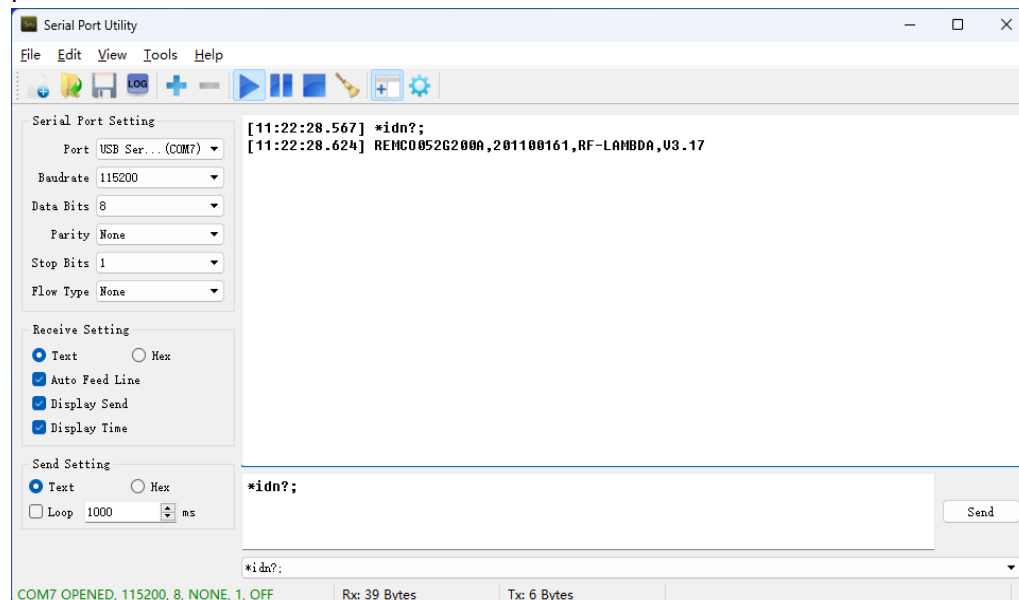 Serial Port Utility
File Edit View Tools Help
LOG
Serial Port Setting
Port USB Ser...(COM7)
Baudrate 115200
Data Bits 8
Parity None
Stop Bits 1
Flow Type None
Receive Setting
Text Hex
Auto Feed Line
Display Send
Display Time
Send Setting
Text Hex
Loop 1000 ms
[11:22:28.567] *idn?;
[11:22:28.624] REMCO052G200A,201100161,RF-LAMBDA,V3.17
*idn?;
Send
*idn?;
COM7 OPENED, 115200, 8, NONE, 1, OFF Rx: 39 Bytes Tx: 6 Bytes